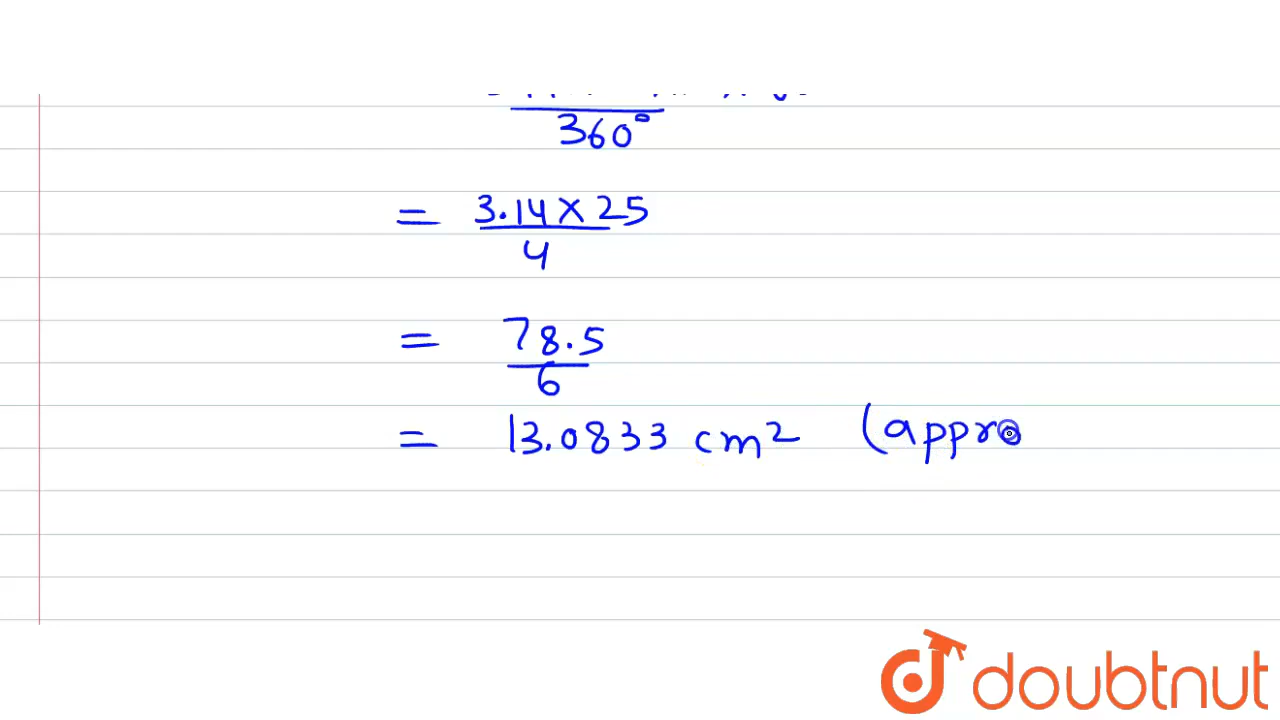 360°
= 3.14 × 25
4
= 78.5
6
= 13.0833 cm² (appro
doubtnut